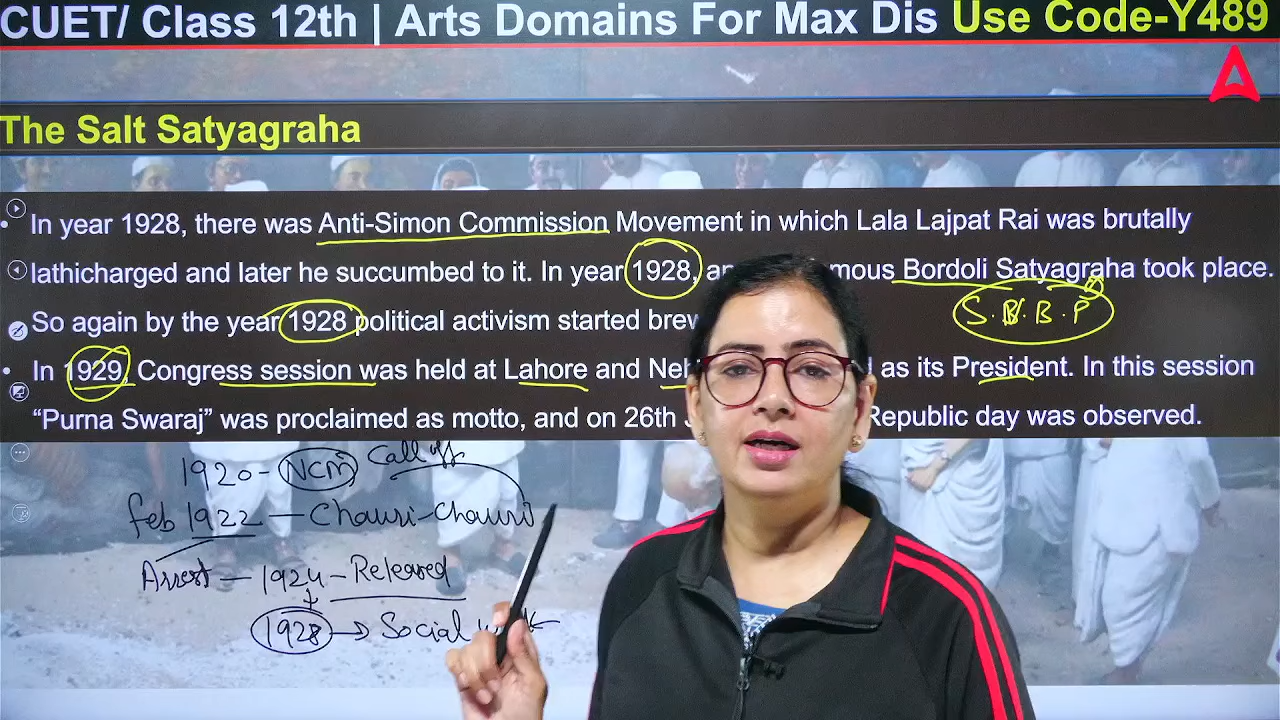 CUET/ Class 12th | Arts Domains For Max Dis Use Code-Y489
The Salt Satyagraha
• In year 1928, there was Anti-Simon Commission Movement in which Lala Lajpat Rai was brutally
lathicharged and later he succumbed to it. In year 1928, Bordoli Satyagraha took place.
S. B. B. P
So again by the year 1928 political activism started
• In 1929, Congress session was held at Lahore and as its President. In this session
“Purna Swaraj” was proclaimed as motto, and on 26th Republic day was observed.
1920 - NCM Call off
feb 1922 - Chauri-Chauri
Arrest - 1924 - Released
1928 → Social